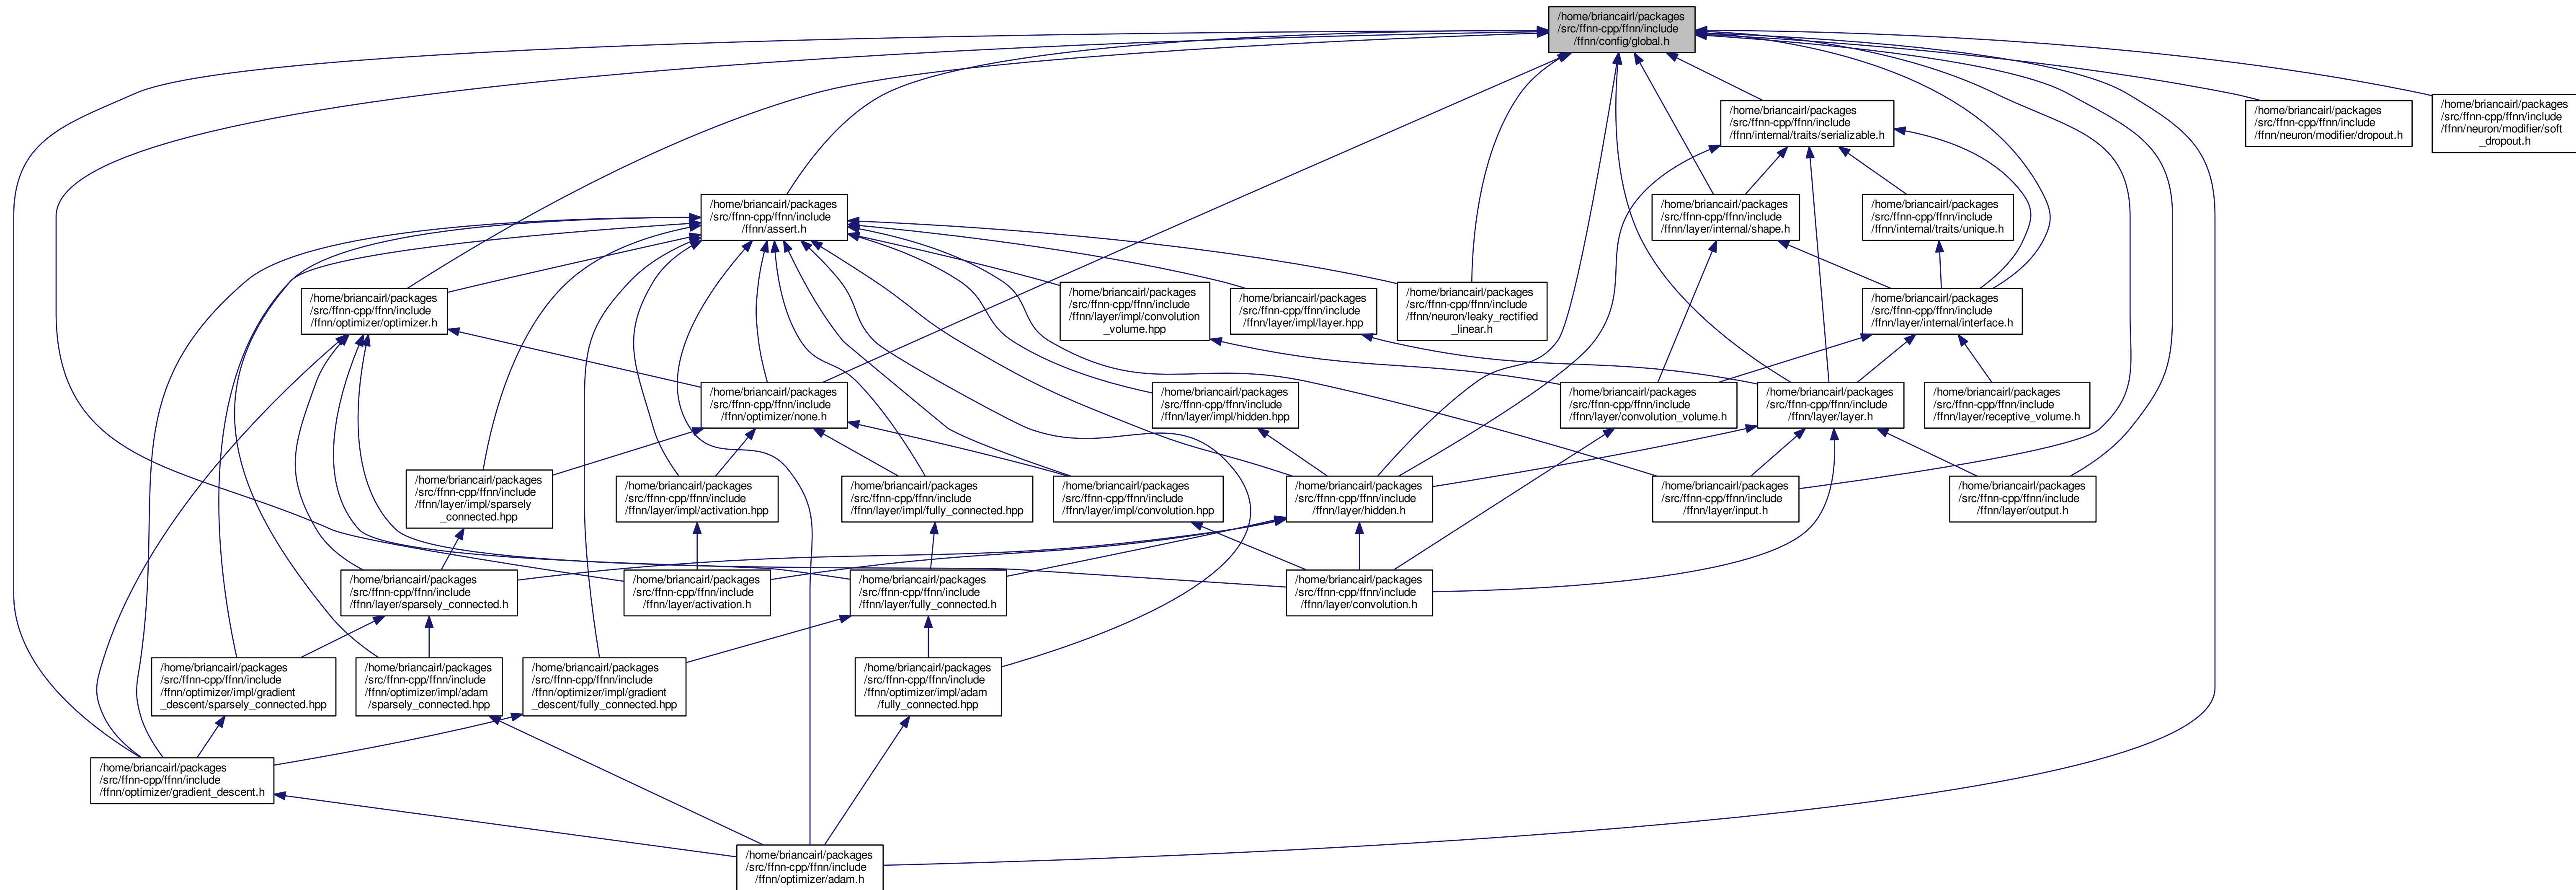 /home/briancairl/packages
/src/ffnn-cpp/ffnn/include
/ffnn/config/global.h
/home/briancairl/packages
/src/ffnn-cpp/ffnn/include
/ffnn/internal/traits/serializable.h
/home/briancairl/packages
/src/ffnn-cpp/ffnn/include
/ffnn/neuron/modifier/dropout.h
/home/briancairl/packages
/src/ffnn-cpp/ffnn/include
/ffnn/neuron/modifier/soft
_dropout.h
/home/briancairl/packages
/src/ffnn-cpp/ffnn/include
/ffnn/assert.h
/home/briancairl/packages
/src/ffnn-cpp/ffnn/include
/ffnn/layer/internal/shape.h
/home/briancairl/packages
/src/ffnn-cpp/ffnn/include
/ffnn/internal/traits/unique.h
/home/briancairl/packages
/src/ffnn-cpp/ffnn/include
/ffnn/optimizer/optimizer.h
/home/briancairl/packages
/src/ffnn-cpp/ffnn/include
/ffnn/layer/impl/convolution
_volume.hpp
/home/briancairl/packages
/src/ffnn-cpp/ffnn/include
/ffnn/layer/impl/layer.hpp
/home/briancairl/packages
/src/ffnn-cpp/ffnn/include
/ffnn/neuron/leaky_rectified
_linear.h
/home/briancairl/packages
/src/ffnn-cpp/ffnn/include
/ffnn/layer/internal/interface.h
/home/briancairl/packages
/src/ffnn-cpp/ffnn/include
/ffnn/optimizer/none.h
/home/briancairl/packages
/src/ffnn-cpp/ffnn/include
/ffnn/layer/impl/hidden.hpp
/home/briancairl/packages
/src/ffnn-cpp/ffnn/include
/ffnn/layer/convolution_volume.h
/home/briancairl/packages
/src/ffnn-cpp/ffnn/include
/ffnn/layer/layer.h
/home/briancairl/packages
/src/ffnn-cpp/ffnn/include
/ffnn/layer/receptive_volume.h
/home/briancairl/packages
/src/ffnn-cpp/ffnn/include
/ffnn/layer/impl/sparsely
_connected.hpp
/home/briancairl/packages
/src/ffnn-cpp/ffnn/include
/ffnn/layer/impl/activation.hpp
/home/briancairl/packages
/src/ffnn-cpp/ffnn/include
/ffnn/layer/impl/fully_connected.hpp
/home/briancairl/packages
/src/ffnn-cpp/ffnn/include
/ffnn/layer/impl/convolution.hpp
/home/briancairl/packages
/src/ffnn-cpp/ffnn/include
/ffnn/layer/hidden.h
/home/briancairl/packages
/src/ffnn-cpp/ffnn/include
/ffnn/layer/input.h
/home/briancairl/packages
/src/ffnn-cpp/ffnn/include
/ffnn/layer/output.h
/home/briancairl/packages
/src/ffnn-cpp/ffnn/include
/ffnn/layer/sparsely_connected.h
/home/briancairl/packages
/src/ffnn-cpp/ffnn/include
/ffnn/layer/activation.h
/home/briancairl/packages
/src/ffnn-cpp/ffnn/include
/ffnn/layer/fully_connected.h
/home/briancairl/packages
/src/ffnn-cpp/ffnn/include
/ffnn/layer/convolution.h
/home/briancairl/packages
/src/ffnn-cpp/ffnn/include
/ffnn/optimizer/impl/gradient
_descent/sparsely_connected.hpp
/home/briancairl/packages
/src/ffnn-cpp/ffnn/include
/ffnn/optimizer/impl/adam
/sparsely_connected.hpp
/home/briancairl/packages
/src/ffnn-cpp/ffnn/include
/ffnn/optimizer/impl/gradient
_descent/fully_connected.hpp
/home/briancairl/packages
/src/ffnn-cpp/ffnn/include
/ffnn/optimizer/impl/adam
/fully_connected.hpp
/home/briancairl/packages
/src/ffnn-cpp/ffnn/include
/ffnn/optimizer/gradient_descent.h
/home/briancairl/packages
/src/ffnn-cpp/ffnn/include
/ffnn/optimizer/adam.h